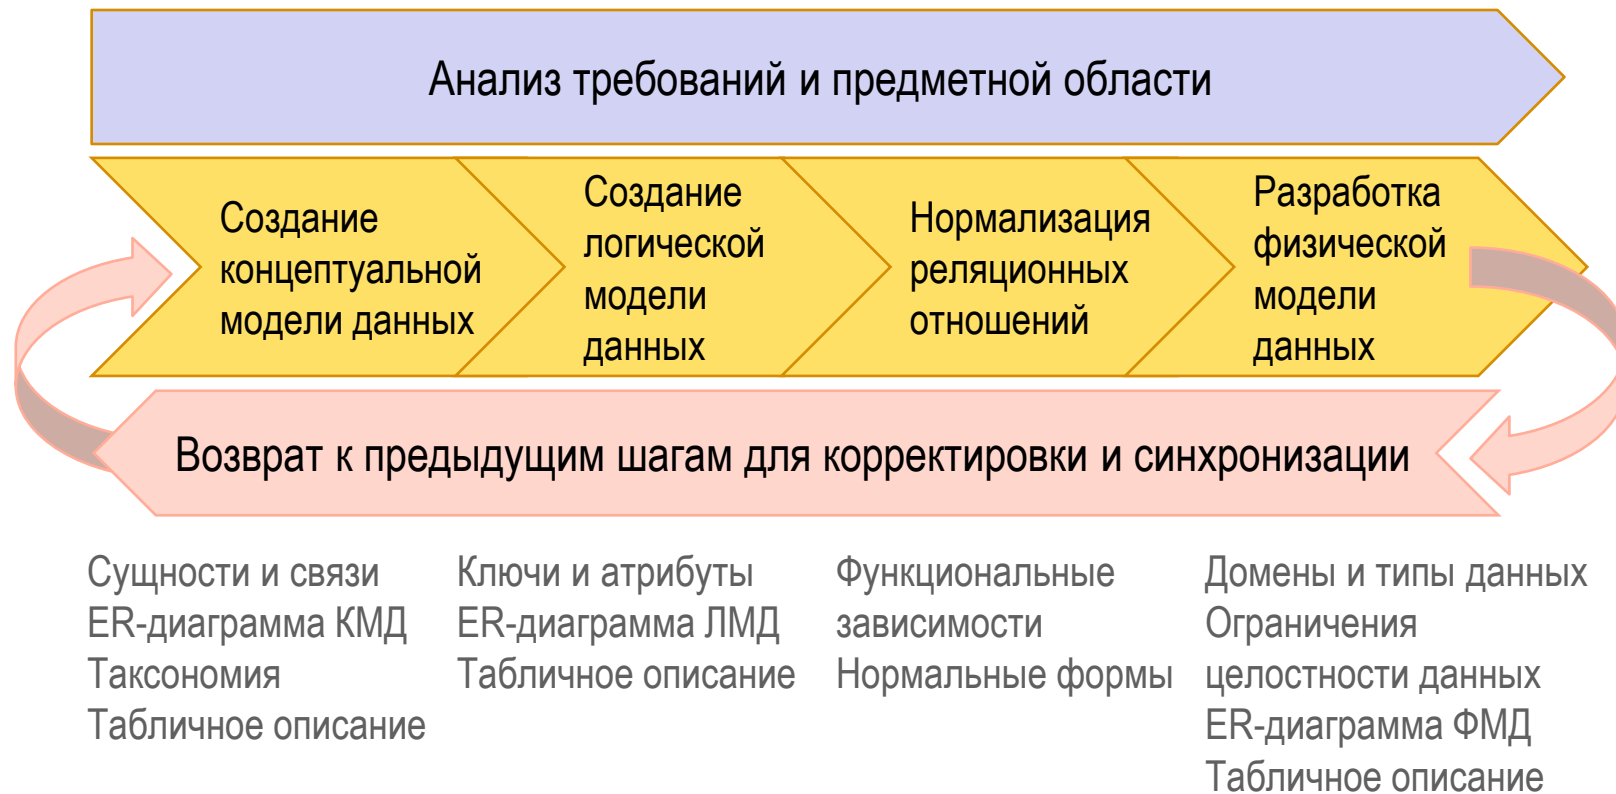 Анализ требований и предметной области
Создание
концептуальной
модели данных
Создание
логической
модели
данных
Нормализация
реляционных
отношений
Разработка
физической
модели
данных
Возврат к предыдущим шагам для корректировки и синхронизации
Сущности и связи
ER-диаграмма КМД
Таксономия
Табличное описание
Ключи и атрибуты
ER-диаграмма ЛМД
Табличное описание
Функциональные
зависимости
Нормальные формы
Домены и типы данных
Ограничения
целостности данных
ER-диаграмма ФМД
Табличное описание